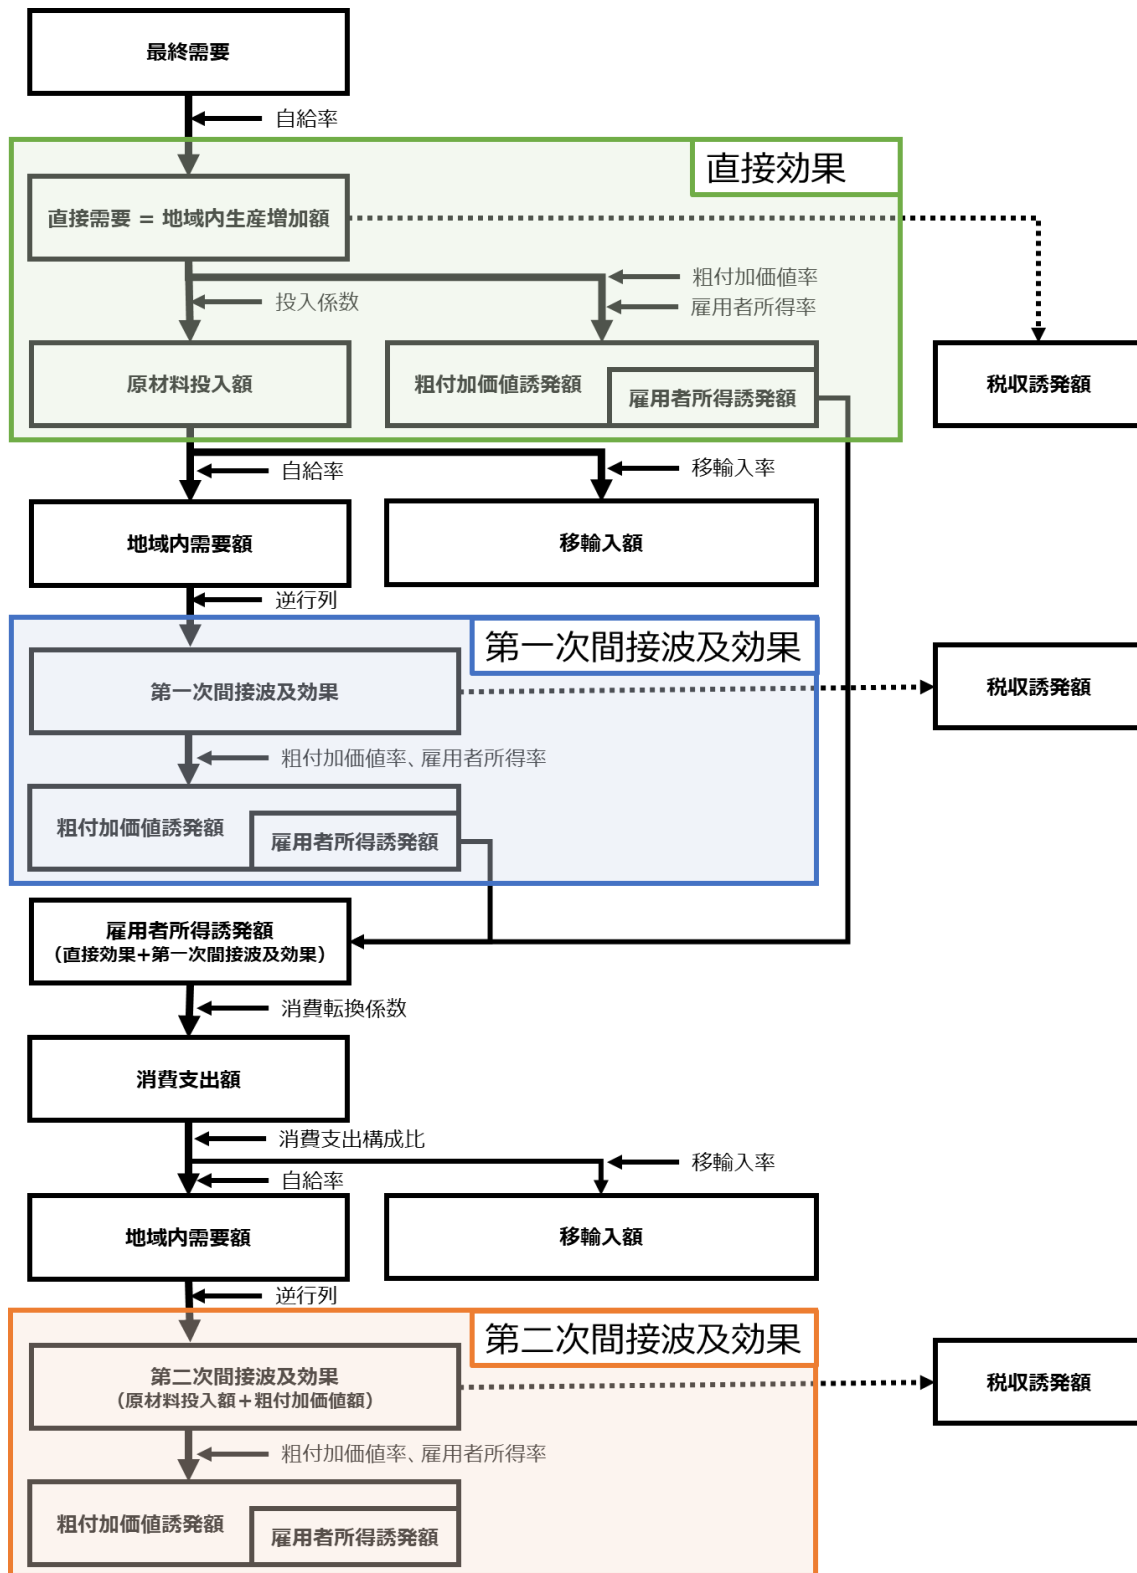 最終需要
自給率
直接効果
直接需要 = 地域内生産増加額
粗付加価値率
投入係数
雇用者所得率
原材料投入額
粗付加価値誘発額
雇用者所得誘発額
税収誘発額
自給率
移輸入率
地域内需要額
移輸入額
逆行列
第一次間接波及効果
第一次間接波及効果
税収誘発額
粗付加価値率、雇用者所得率
粗付加価値誘発額
雇用者所得誘発額
雇用者所得誘発額
（直接効果+第一次間接波及効果）
消費転換係数
消費支出額
消費支出構成比
移輸入率
自給率
地域内需要額
移輸入額
逆行列
第二次間接波及効果
第二次間接波及効果
（原材料投入額＋粗付加価値額）
税収誘発額
粗付加価値率、雇用者所得率
粗付加価値誘発額
雇用者所得誘発額